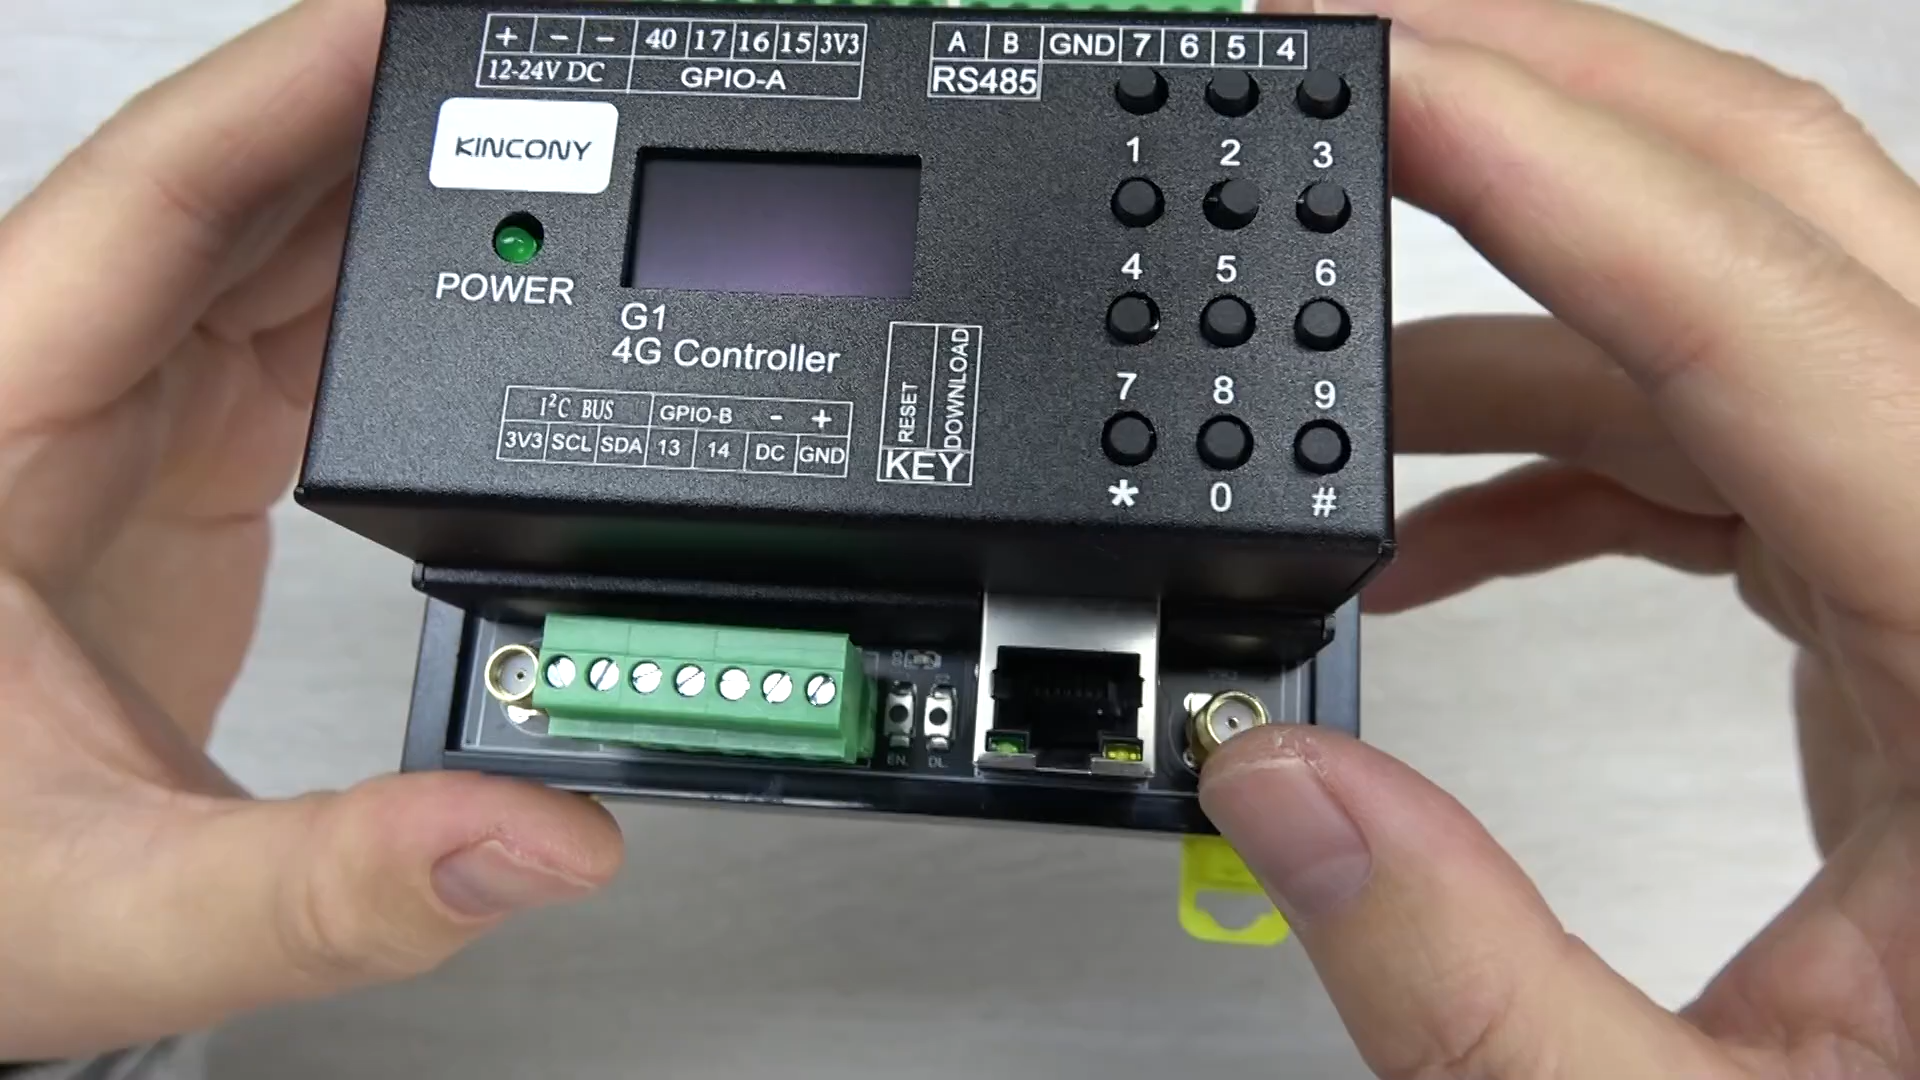 + - - 40 17 16 15 3V3
12-24V DC GPIO-A
A B GND 7 6 5 4
RS485
KINCONY
1 2 3
POWER
4 5 6
G1
4G Controller
7 8 9
I²C BUS GPIO-B - +
3V3 SCL SDA 13 14 DC GND
RESET DOWNLOAD
KEY
* 0 #
EN. DL.